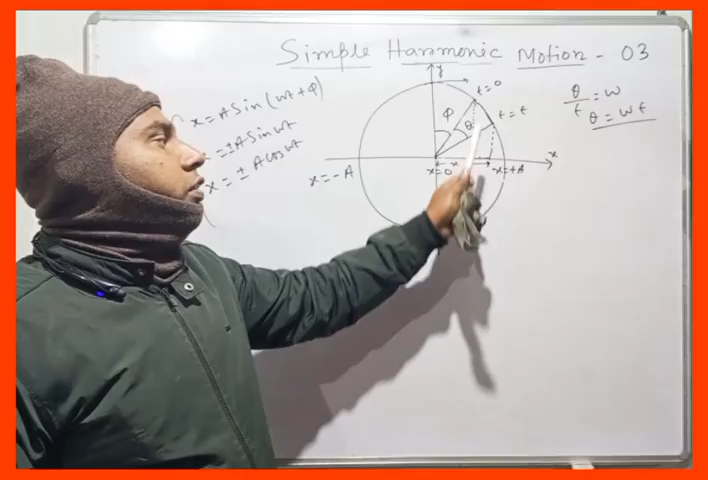 Simple Harmonic Motion - 03
x = A Sin (wt + φ)
= ± A Sin wt
x = ± A cos wt
y
t = 0
φ
θ
t = t
x
x = - A
x = 0
x
x = + A
θ/t = w
θ = wt